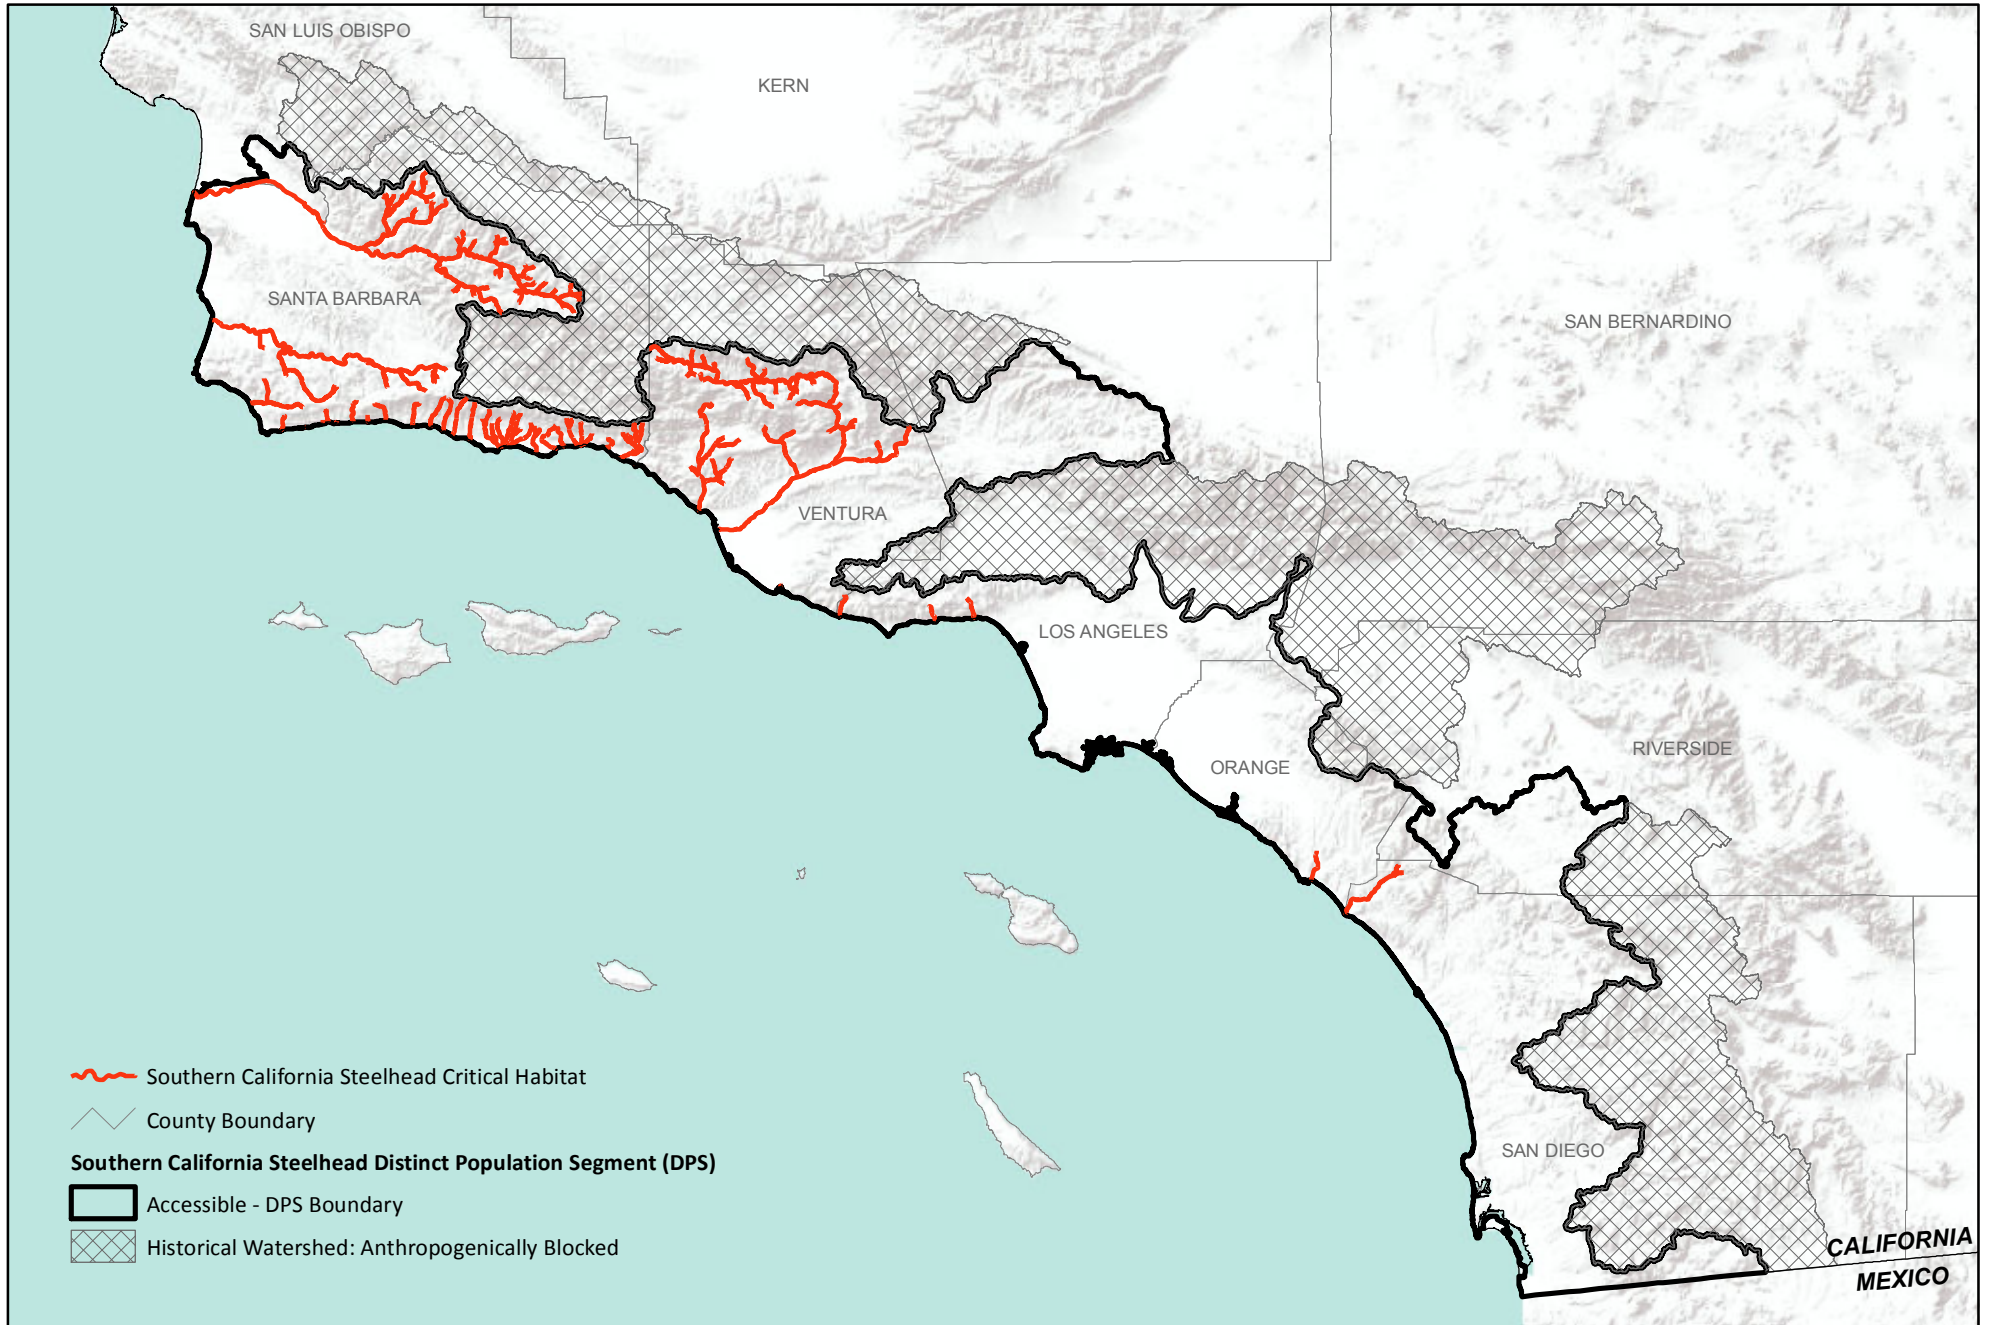 SAN LUIS OBISPO
KERN
SANTA BARBARA
SAN BERNARDINO
VENTURA
LOS ANGELES
RIVERSIDE
ORANGE
SAN DIEGO
CALIFORNIA
MEXICO
Southern California Steelhead Critical Habitat
County Boundary
Southern California Steelhead Distinct Population Segment (DPS)
Accessible - DPS Boundary
Historical Watershed: Anthropogenically Blocked